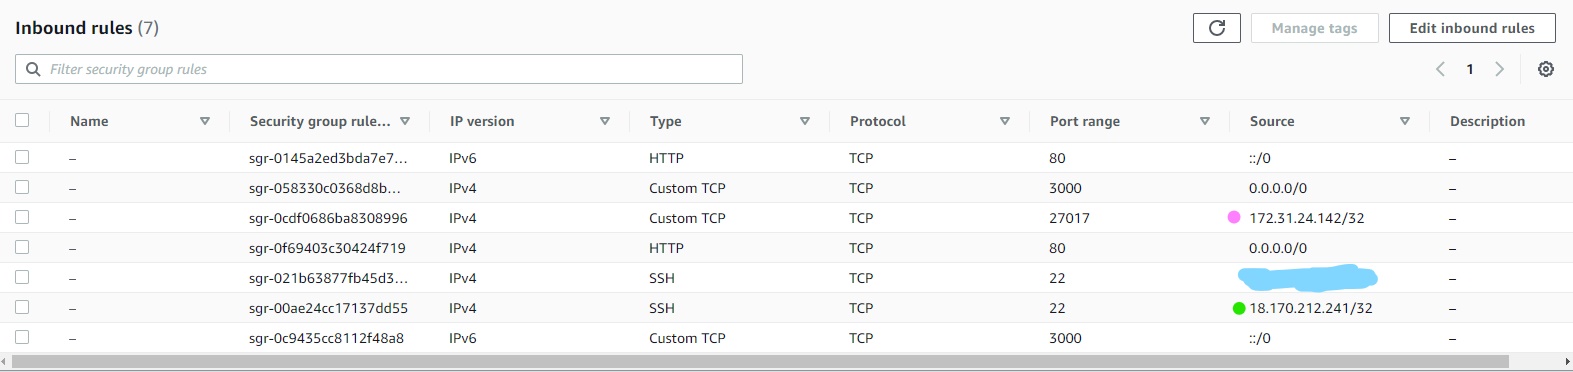 Inbound rules (7)
Manage tags
Edit inbound rules
Filter security group rules
1
Name Security group rule... IP version Type Protocol Port range Source Description
– sgr-0145a2ed3bda7e7... IPv6 HTTP TCP 80 ::/0 –
– sgr-058330c0368d8b... IPv4 Custom TCP TCP 3000 0.0.0.0/0 –
– sgr-0cdf0686ba8308996 IPv4 Custom TCP TCP 27017 172.31.24.142/32 –
– sgr-0f69403c30424f719 IPv4 HTTP TCP 80 0.0.0.0/0 –
– sgr-021b63877fb45d3... IPv4 SSH TCP 22 –
– sgr-00ae24cc17137dd55 IPv4 SSH TCP 22 18.170.212.241/32 –
– sgr-0c9435cc8112f48a8 IPv6 Custom TCP TCP 3000 ::/0 –